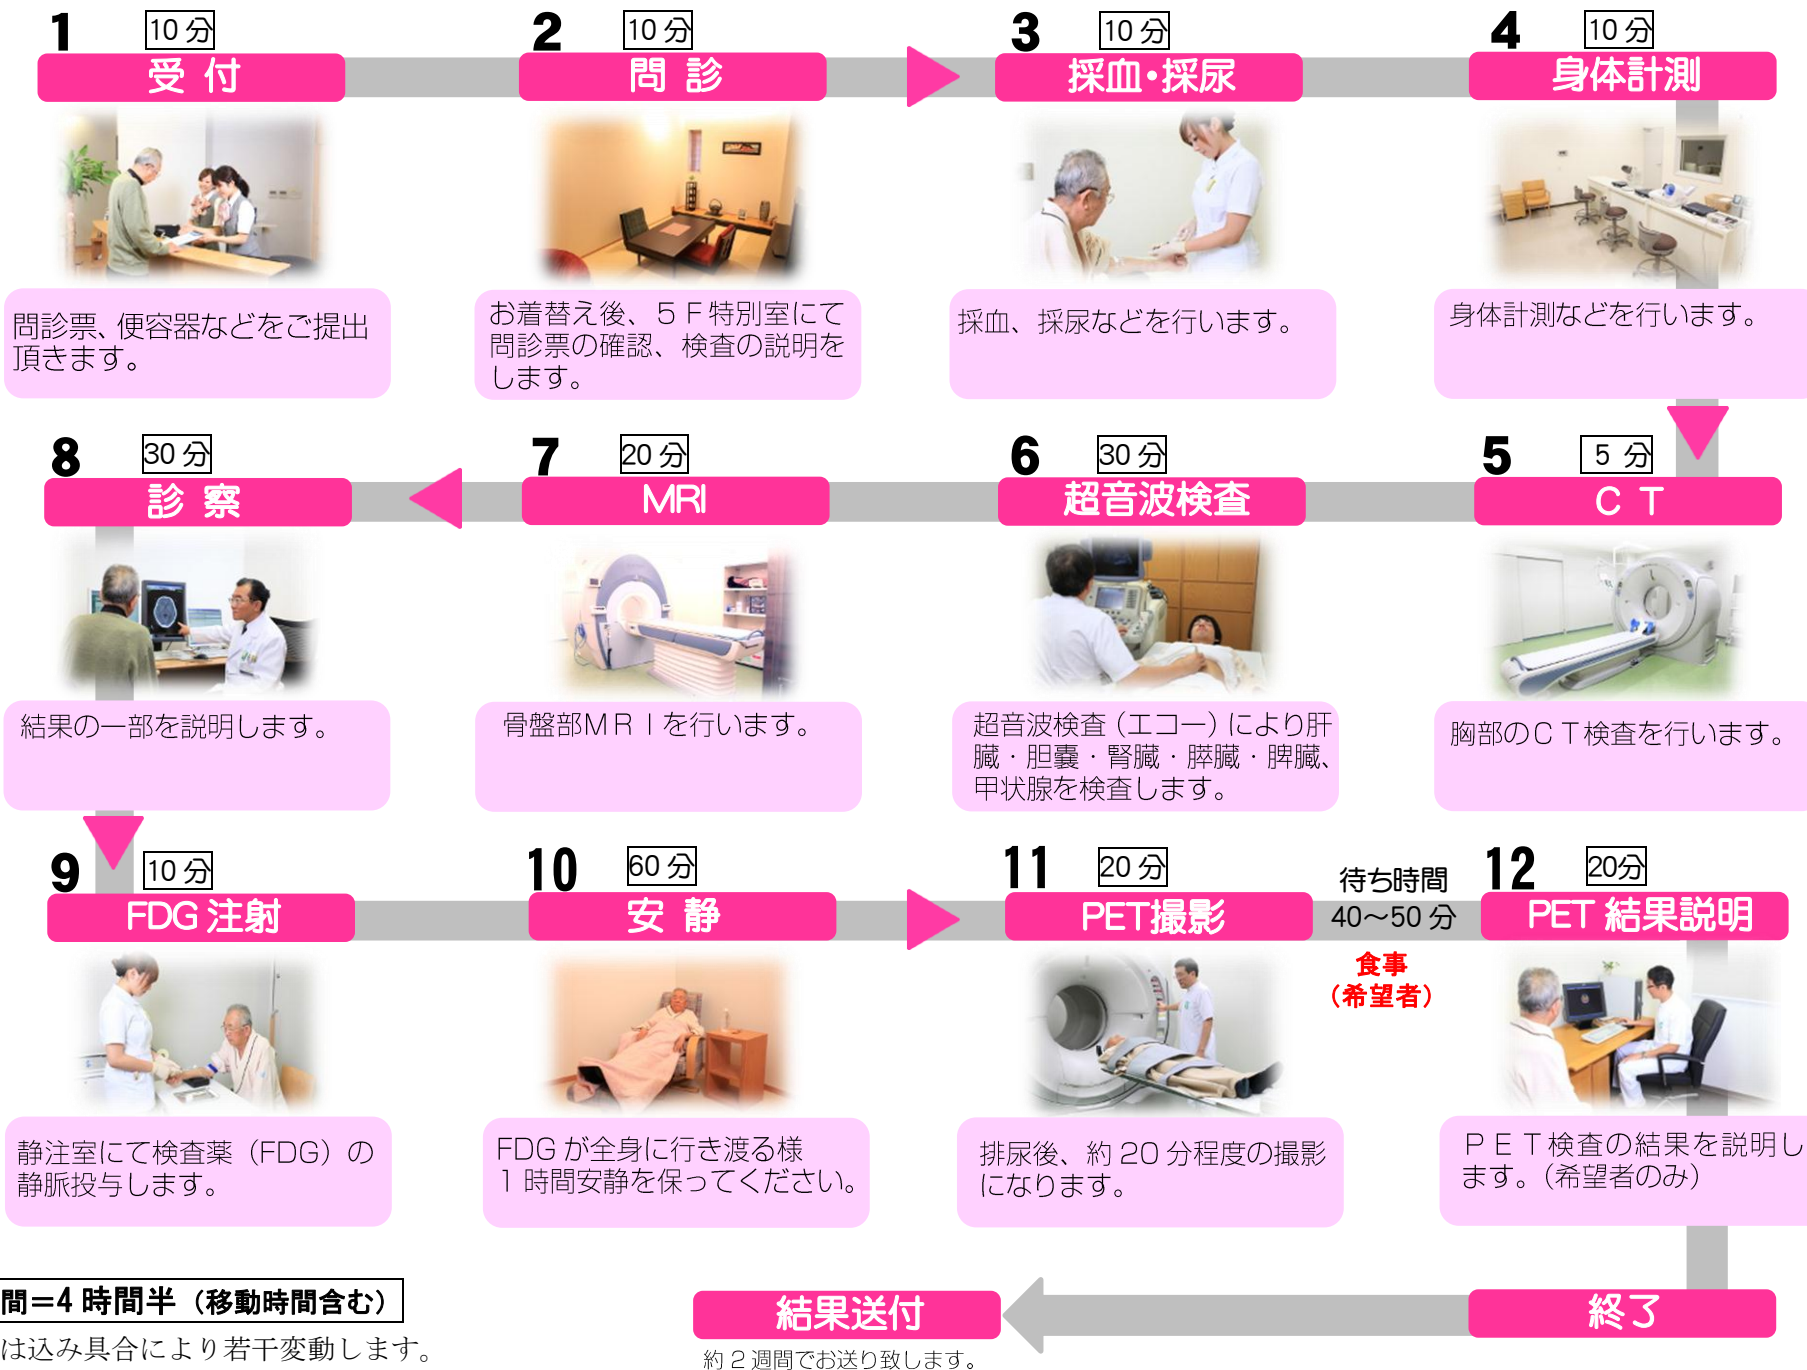 1
10分
受付
問診票、便容器などをご提出
頂きます。
2
10分
問診
お着替え後、5F特別室にて
問診票の確認、検査の説明を
します。
3
10分
採血・採尿
採血、採尿などを行います。
4
10分
身体計測
身体計測などを行います。
5
5分
CT
胸部のCT検査を行います。
6
30分
超音波検査
超音波検査(エコー)により肝
臓・胆嚢・腎臓・膵臓・脾臓、
甲状腺を検査します。
7
20分
MRI
骨盤部MRIを行います。
8
30分
診察
結果の一部を説明します。
9
10分
FDG注射
静注室にて検査薬(FDG)の
静脈投与します。
10
60分
安静
FDGが全身に行き渡る様
1時間安静を保ってください。
11
20分
PET撮影
排尿後、約20分程度の撮影
になります。
待ち時間
40〜50分
食事
(希望者)
12
20分
PET結果説明
PET検査の結果を説明し
ます。(希望者のみ)
終了
結果送付
約2週間でお送り致します。
間=4時間半(移動時間含む)
は込み具合により若干変動します。